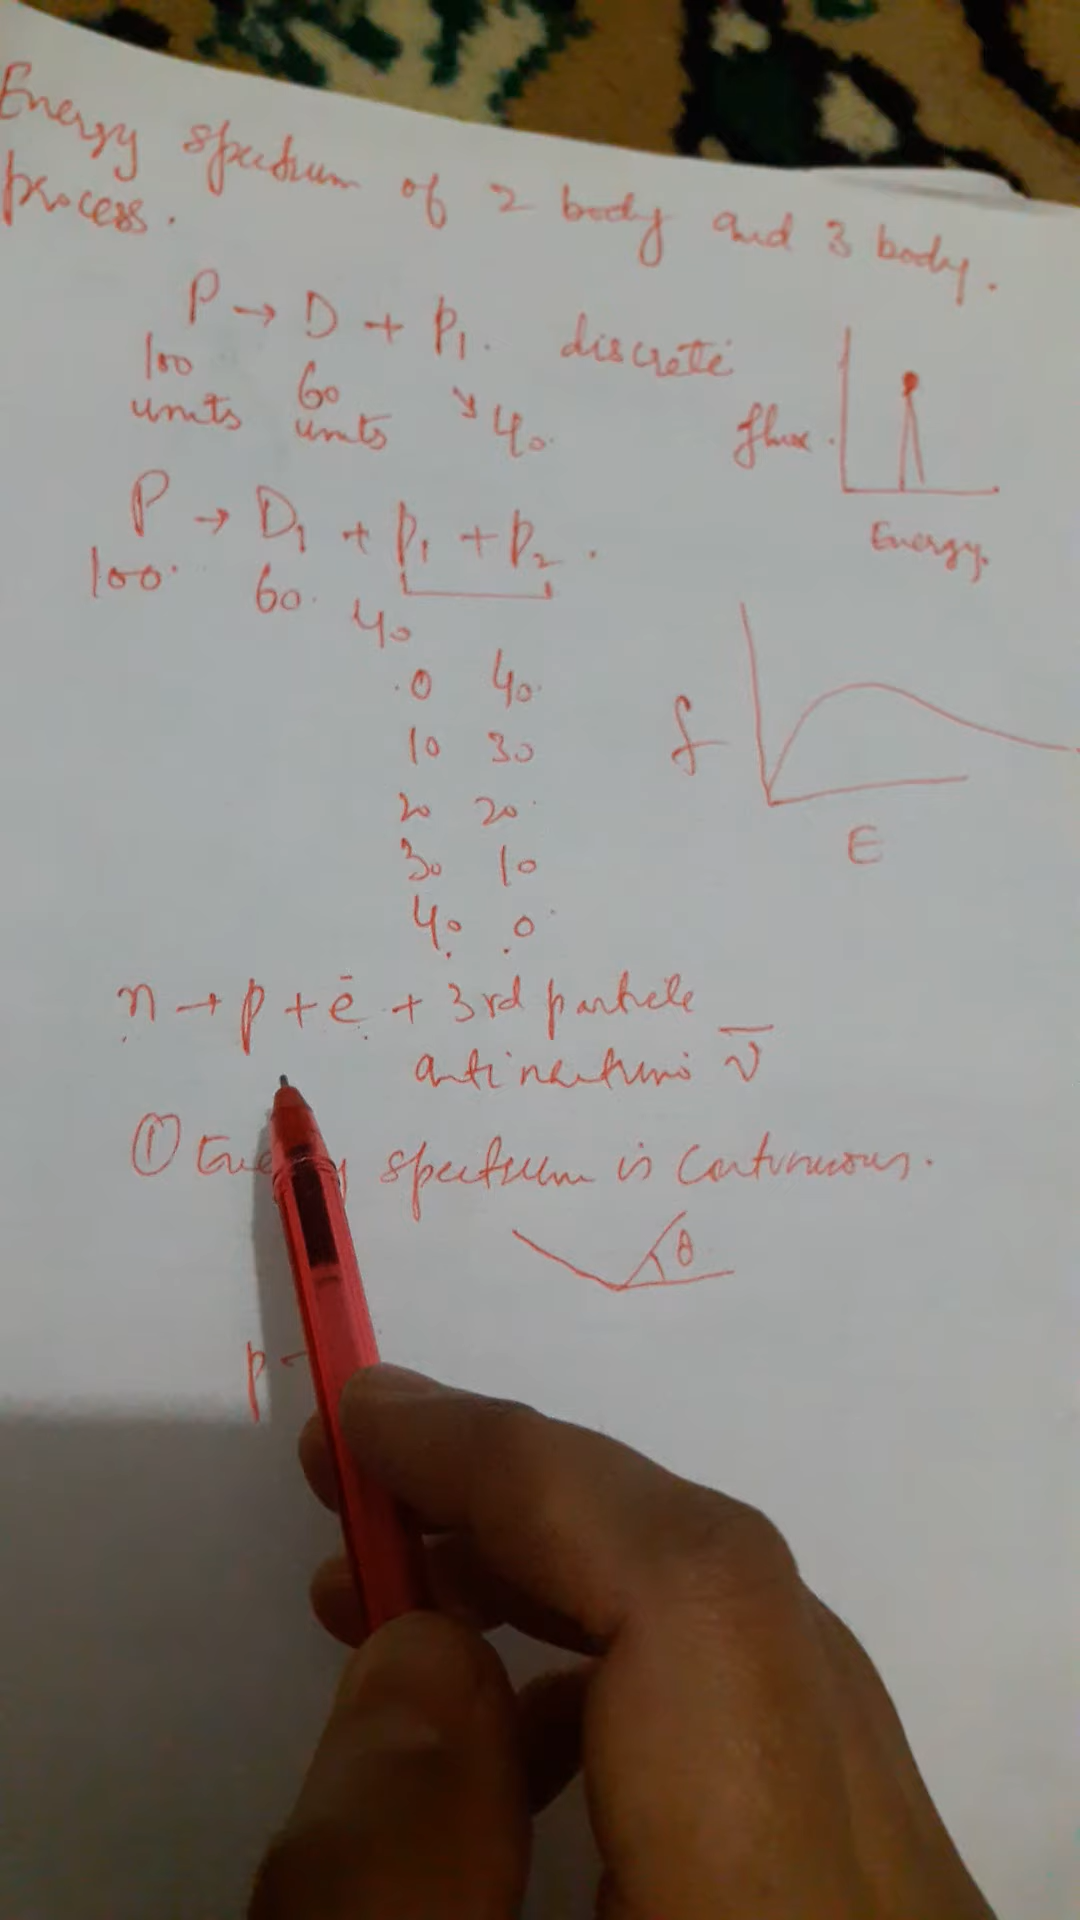 Energy spectrum of 2 body and 3 body.
process.
P → D + P₁. discrete
100 60 ↘ 40.
units units
flux.
Energy.
P → D₁ + P₁ + P₂.
100. 60. 40
0 40.
10 30
20 20
30 10
40 0
f
E
n → p + ē + 3rd particle
antineutrino ν̄
① spectrum is continuous.
θ
p -